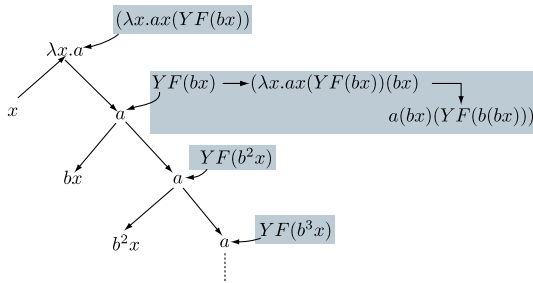 (λx.ax(YF(bx))
λx.a
x
YF(bx) → (λx.ax(YF(bx))(bx)
a
a(bx)(YF(b(bx)))
YF(b²x)
bx
a
b²x
YF(b³x)
a